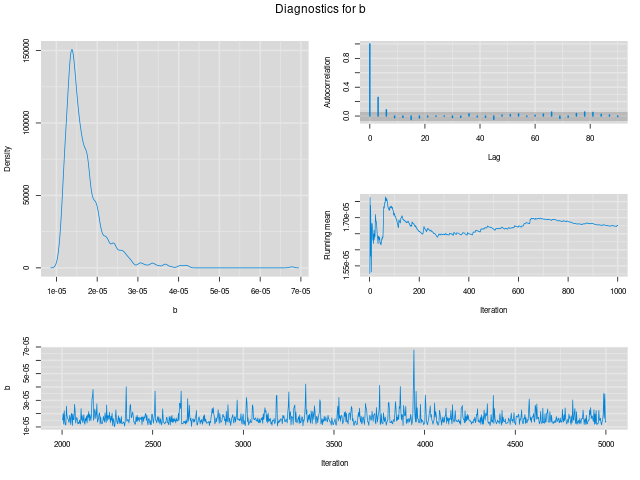 Diagnostics for b
Density
150000
100000
50000
0
1e-05 2e-05 3e-05 4e-05 5e-05 6e-05 7e-05
b
Autocorrelation
0.8
0.4
0.0
0 20 40 60 80
Lag
Running mean
1.70e-05
1.55e-05
0 200 400 600 800 1000
Iteration
b
7e-05
5e-05
3e-05
1e-05
2000 2500 3000 3500 4000 4500 5000
Iteration